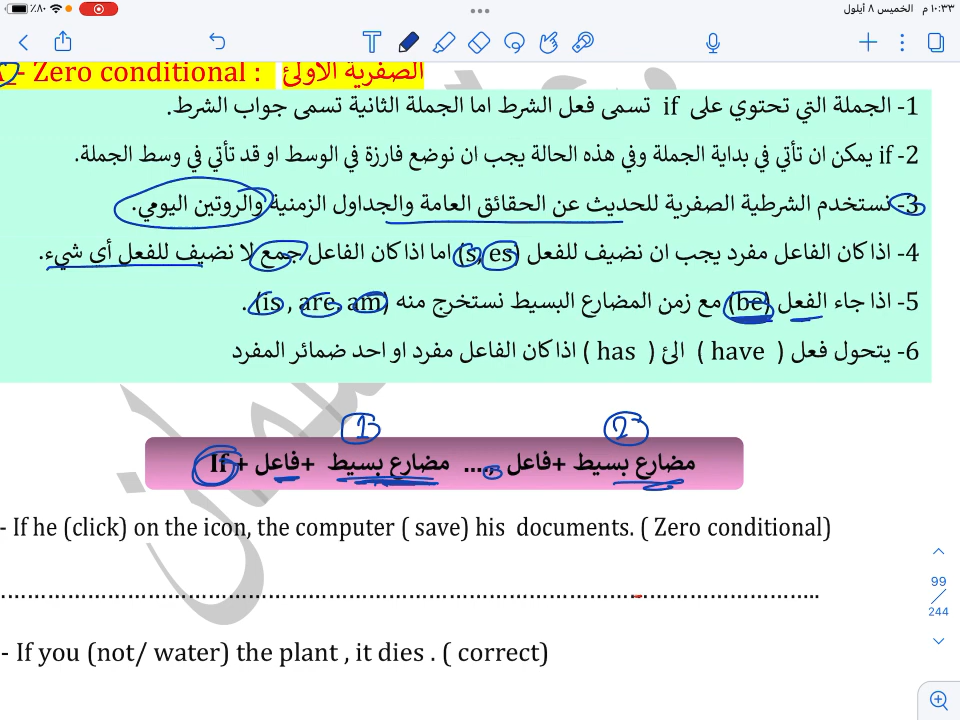 ٪٨٠ الخميس ٨ أيلول ١٠:٣٣ م
- Zero conditional : الصفرية الاولئ
1- الجملة التي تحتوي على if تسمى فعل الشرط اما الجملة الثانية تسمى جواب الشرط.
2- if يمكن ان تأتي في بداية الجملة وفي هذه الحالة يجب ان نوضع فارزة في الوسط او قد تأتي في وسط الجملة.
3- نستخدم الشرطية الصفرية للحديث عن الحقائق العامة والجداول الزمنية والروتين اليومي.
4- اذا كان الفاعل مفرد يجب ان نضيف للفعل (s, es) اما اذا كان الفاعل جمع لا نضيف للفعل أي شيء.
5- اذا جاء الفعل (be) مع زمن المضارع البسيط نستخرج منه (is , are, am) .
6- يتحول فعل ( have ) الئ ( has ) اذا كان الفاعل مفرد او احد ضمائر المفرد
1 2
If + فاعل + مضارع بسيط ...., فاعل+ مضارع بسيط
- If he (click) on the icon, the computer ( save) his documents. ( Zero conditional)
99
244
- If you (not/ water) the plant , it dies . ( correct)